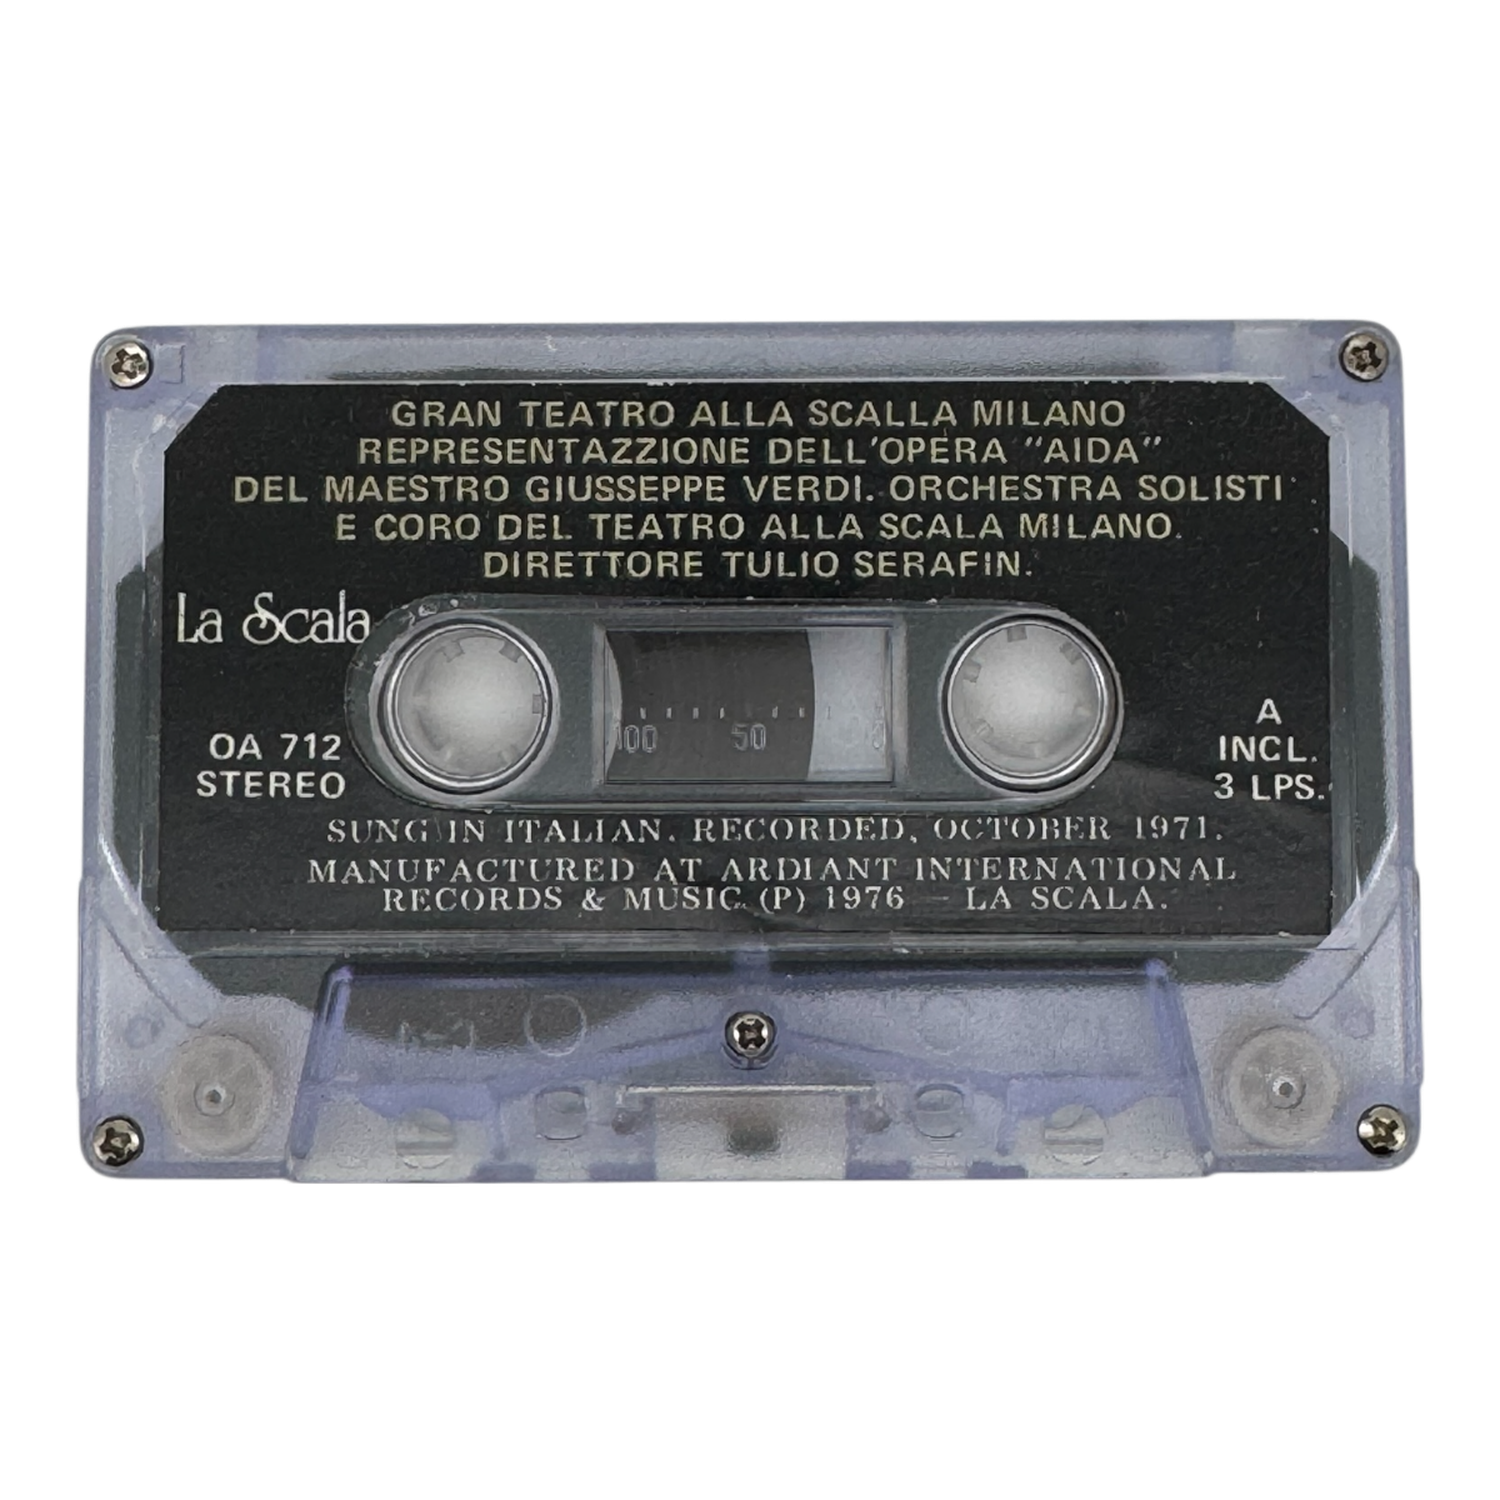 GRAN TEATRO ALLA SCALLA MILANO
REPRESENTAZZIONE DELL'OPERA "AIDA"
DEL MAESTRO GIUSSEPPE VERDI. ORCHESTRA SOLISTI
E CORO DEL TEATRO ALLA SCALA MILANO.
DIRETTORE TULIO SERAFIN.
La Scala
OA 712
STEREO
100 50
A
INCL.
3 LPS.
SUNG IN ITALIAN. RECORDED, OCTOBER 1971.
MANUFACTURED AT ARDIANT INTERNATIONAL
RECORDS & MUSIC. (P) 1976 — LA SCALA.